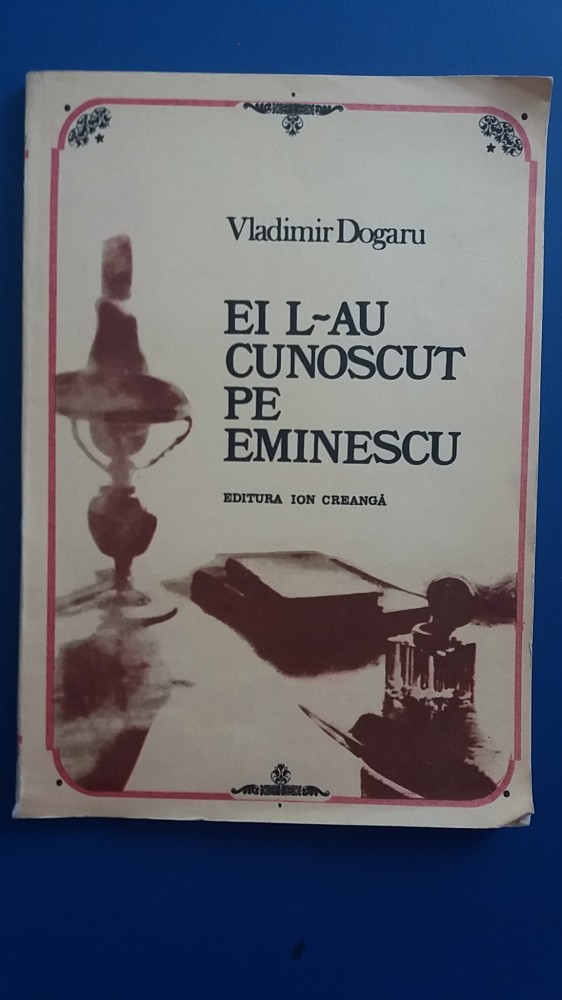 Vladimir Dogaru
EI L~AU
CUNOSCUT
PE
EMINESCU
EDITURA ION CREANGĂ